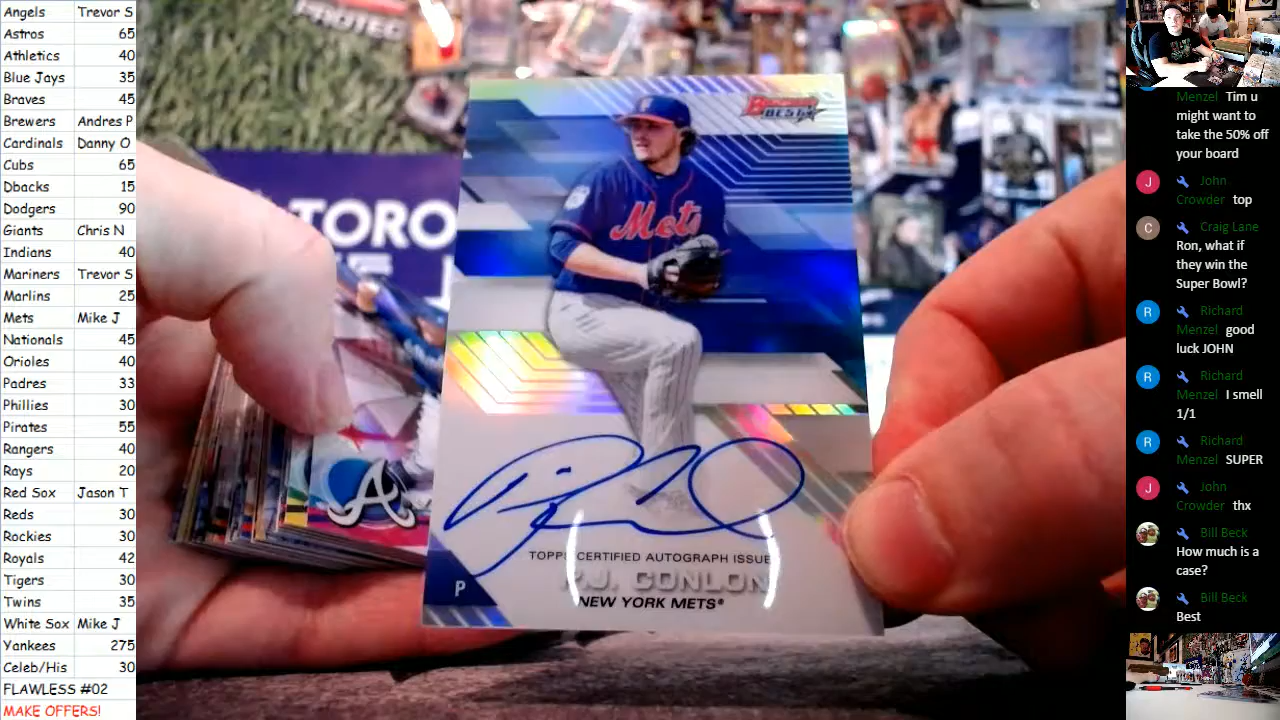 Angels Trevor S
Astros 65
Athletics 40
Blue Jays 35
Braves 45
Brewers Andres P
Cardinals Danny O
Cubs 65
Dbacks 15
Dodgers 90
Giants Chris N
Indians 40
Mariners Trevor S
Marlins 25
Mets Mike J
Nationals 45
Orioles 40
Padres 33
Phillies 30
Pirates 55
Rangers 40
Rays 20
Red Sox Jason T
Reds 30
Rockies 30
Royals 42
Tigers 30
Twins 35
White Sox Mike J
Yankees 275
Celeb/His 30
FLAWLESS #02
MAKE OFFERS!
TORO
BEST
Mets
A
TOPPS CERTIFIED AUTOGRAPH ISSUE
P
P.J. CONLON
NEW YORK METS®
Menzel Tim u
might want to
take the 50% off
your board
J John
Crowder top
C Craig Lane
Ron, what if
they win the
Super Bowl?
R Richard
Menzel good
luck JOHN
R Richard
Menzel I smell
1/1
R Richard
Menzel SUPER
J John
Crowder thx
Bill Beck
How much is a
case?
Bill Beck
Best